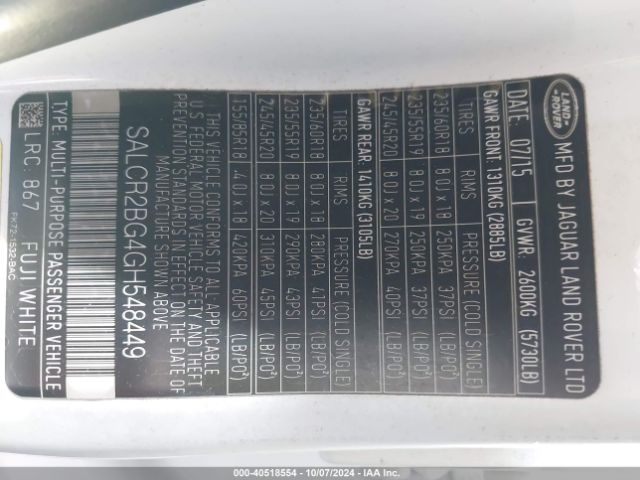 LAND-
ROVER
MFD BY JAGUAR LAND ROVER LTD
DATE: 07/15 GVWR: 2600KG (5730LB)
GAWR FRONT: 1310KG (2885LB)
TIRES RIMS PRESSURE (COLD SINGLE)
235/60R18 8.0J x 18 250KPA 37PSI (LB/PO²)
235/55R19 8.0J x 19 250KPA 37PSI (LB/PO²)
245/45R20 8.0J x 20 270KPA 40PSI (LB/PO²)
GAWR REAR: 1410KG (3105LB)
TIRES RIMS PRESSURE (COLD SINGLE)
235/60R18 8.0J x 18 280KPA 41PSI (LB/PO²)
235/55R19 8.0J x 19 290KPA 43PSI (LB/PO²)
245/45R20 8.0J x 20 310KPA 45PSI (LB/PO²)
155/85R18 4.0J x 18 420KPA 60PSI (LB/PO²)
THIS VEHICLE CONFORMS TO ALL APPLICABLE
U.S. FEDERAL MOTOR VEHICLE SAFETY AND THEFT
PREVENTION STANDARDS IN EFFECT ON THE DATE OF
MANUFACTURE SHOWN ABOVE
SALCR2BG4GH548449
TYPE: MULTI-PURPOSE PASSENGER VEHICLE
LRC: 867 FUJI WHITE
000-40518554 - 10/07/2024 - IAA Inc.